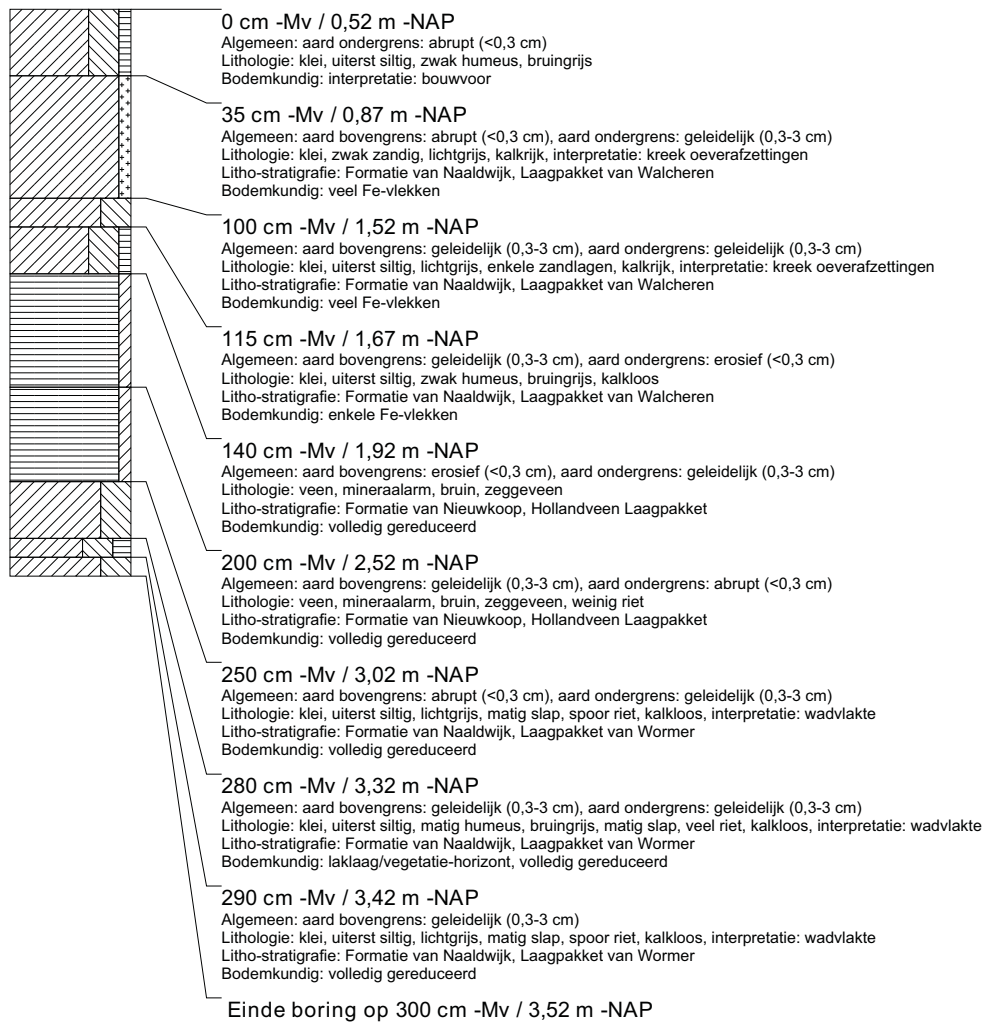 0 cm -Mv / 0,52 m -NAP
Algemeen: aard ondergrens: abrupt (<0,3 cm)
Lithologie: klei, uiterst siltig, zwak humeus, bruingrijs
Bodemkundig: interpretatie: bouwvoor
35 cm -Mv / 0,87 m -NAP
Algemeen: aard bovengrens: abrupt (<0,3 cm), aard ondergrens: geleidelijk (0,3-3 cm)
Lithologie: klei, zwak zandig, lichtgrijs, kalkrijk, interpretatie: kreek oeverafzettingen
Litho-stratigrafie: Formatie van Naaldwijk, Laagpakket van Walcheren
Bodemkundig: veel Fe-vlekken
100 cm -Mv / 1,52 m -NAP
Algemeen: aard bovengrens: geleidelijk (0,3-3 cm), aard ondergrens: geleidelijk (0,3-3 cm)
Lithologie: klei, uiterst siltig, lichtgrijs, enkele zandlagen, kalkrijk, interpretatie: kreek oeverafzettingen
Litho-stratigrafie: Formatie van Naaldwijk, Laagpakket van Walcheren
Bodemkundig: veel Fe-vlekken
115 cm -Mv / 1,67 m -NAP
Algemeen: aard bovengrens: geleidelijk (0,3-3 cm), aard ondergrens: erosief (<0,3 cm)
Lithologie: klei, uiterst siltig, zwak humeus, bruingrijs, kalkloos
Litho-stratigrafie: Formatie van Naaldwijk, Laagpakket van Walcheren
Bodemkundig: enkele Fe-vlekken
140 cm -Mv / 1,92 m -NAP
Algemeen: aard bovengrens: erosief (<0,3 cm), aard ondergrens: geleidelijk (0,3-3 cm)
Lithologie: veen, mineraalarm, bruin, zeggeveen
Litho-stratigrafie: Formatie van Nieuwkoop, Hollandveen Laagpakket
Bodemkundig: volledig gereduceerd
200 cm -Mv / 2,52 m -NAP
Algemeen: aard bovengrens: geleidelijk (0,3-3 cm), aard ondergrens: abrupt (<0,3 cm)
Lithologie: veen, mineraalarm, bruin, zeggeveen, weinig riet
Litho-stratigrafie: Formatie van Nieuwkoop, Hollandveen Laagpakket
Bodemkundig: volledig gereduceerd
250 cm -Mv / 3,02 m -NAP
Algemeen: aard bovengrens: abrupt (<0,3 cm), aard ondergrens: geleidelijk (0,3-3 cm)
Lithologie: klei, uiterst siltig, lichtgrijs, matig slap, spoor riet, kalkloos, interpretatie: wadvlakte
Litho-stratigrafie: Formatie van Naaldwijk, Laagpakket van Wormer
Bodemkundig: volledig gereduceerd
280 cm -Mv / 3,32 m -NAP
Algemeen: aard bovengrens: geleidelijk (0,3-3 cm), aard ondergrens: geleidelijk (0,3-3 cm)
Lithologie: klei, uiterst siltig, matig humeus, bruingrijs, matig slap, veel riet, kalkloos, interpretatie: wadvlakte
Litho-stratigrafie: Formatie van Naaldwijk, Laagpakket van Wormer
Bodemkundig: laklaag/vegetatie-horizont, volledig gereduceerd
290 cm -Mv / 3,42 m -NAP
Algemeen: aard bovengrens: geleidelijk (0,3-3 cm)
Lithologie: klei, uiterst siltig, lichtgrijs, matig slap, spoor riet, kalkloos, interpretatie: wadvlakte
Litho-stratigrafie: Formatie van Naaldwijk, Laagpakket van Wormer
Bodemkundig: volledig gereduceerd
Einde boring op 300 cm -Mv / 3,52 m -NAP